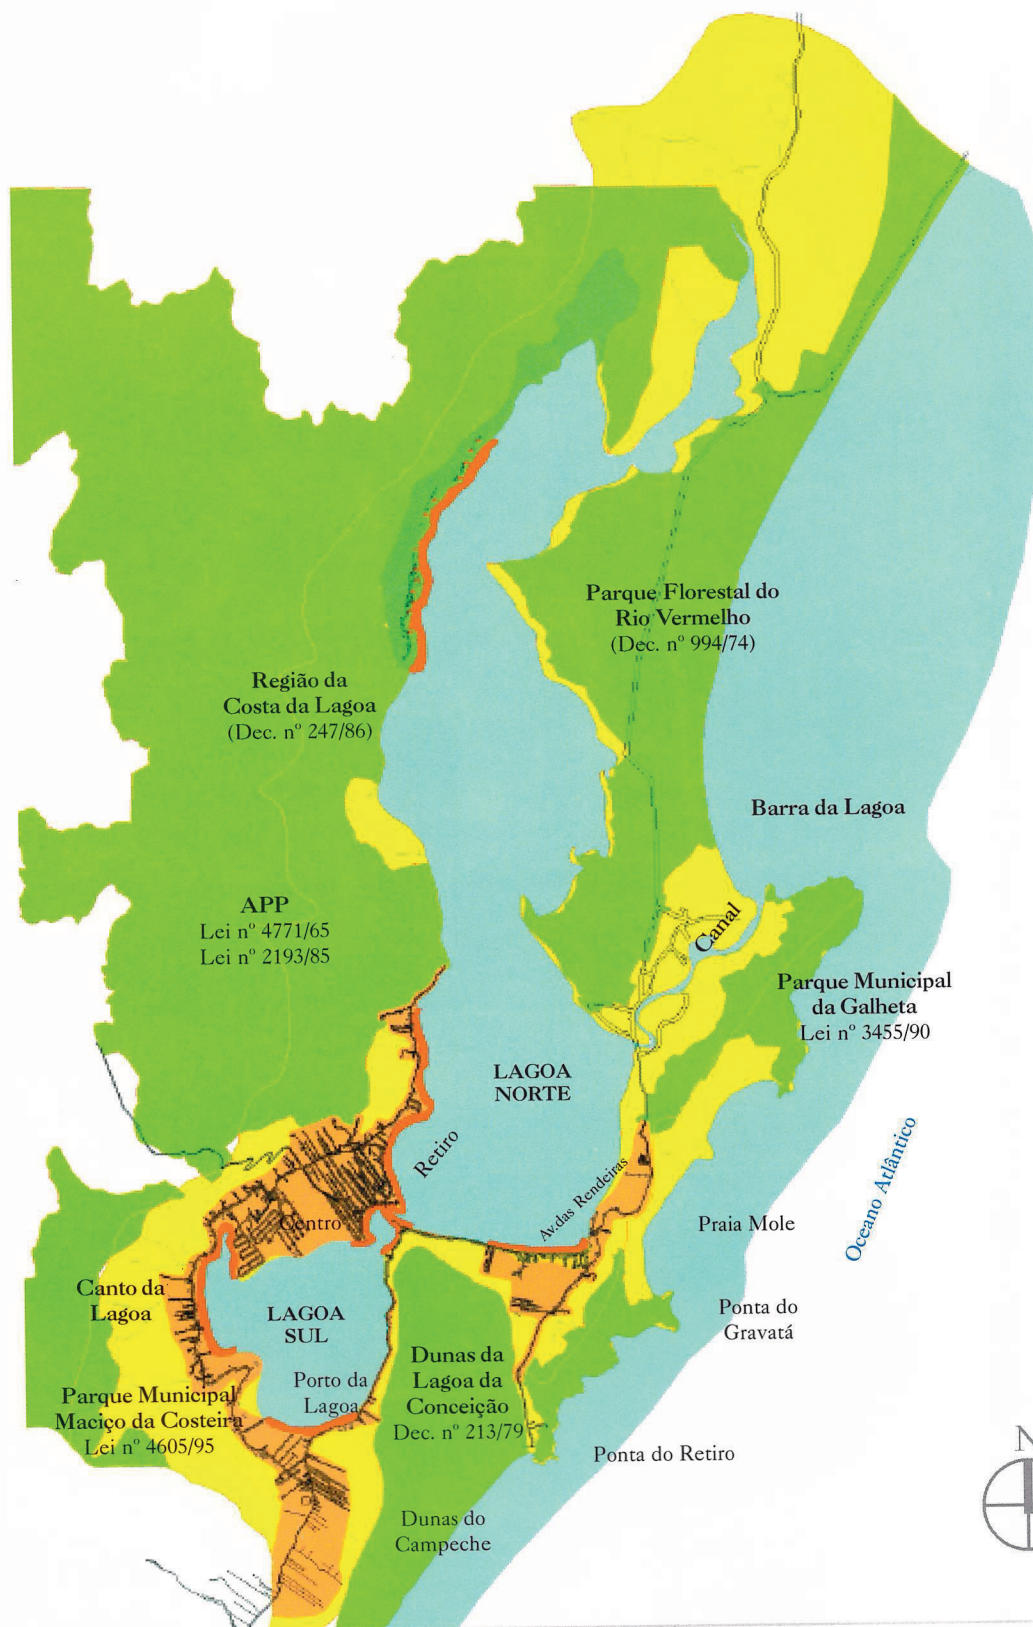 Parque Florestal do
Rio Vermelho
(Dec. nº 994/74)
Região da
Costa da Lagoa
(Dec. nº 247/86)
Barra da Lagoa
APP
Lei nº 4771/65
Lei nº 2193/85
Canal
Parque Municipal
da Galheta
Lei nº 3455/90
LAGOA
NORTE
Retiro
Av.das Rendeiras
Oceano Atlântico
Centro
Praia Mole
Canto da
Lagoa
LAGOA
SUL
Ponta do
Gravatá
Dunas da
Lagoa da
Conceição
Dec. nº 213/79
Porto da
Lagoa
Parque Municipal
Maciço da Costeira
Lei nº 4605/95
Ponta do Retiro
N
Dunas do
Campeche